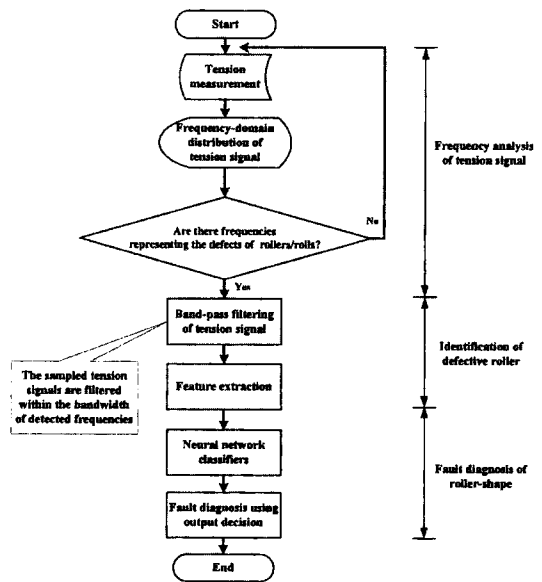 Start
Tension
measurement
Frequency-domain
distribution of
tension signal
Frequency analysis
of tension signal
No
Are there frequencies
representing the defects of rollers/rolls?
Yes
Band-pass filtering
of tension signal
Identification of
defective roller
The sampled tension
signals are filtered
within the bandwidth
of detected frequencies
Feature extraction
Neural network
classifiers
Fault diagnosis of
roller-shape
Fault diagnosis using
output decision
End